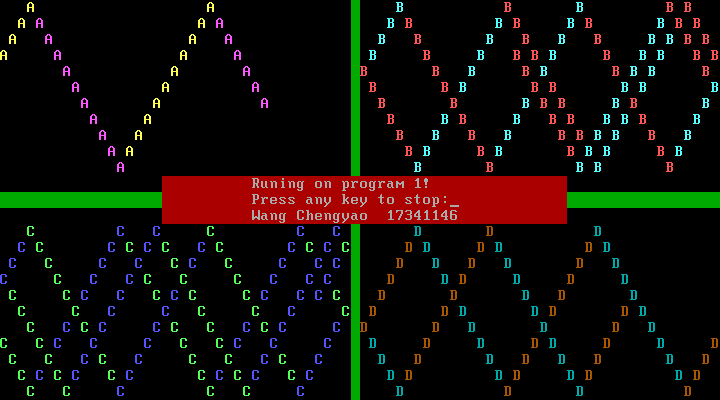 Runing on program 1!
Press any key to stop:_
Wang Chengyao 17341146